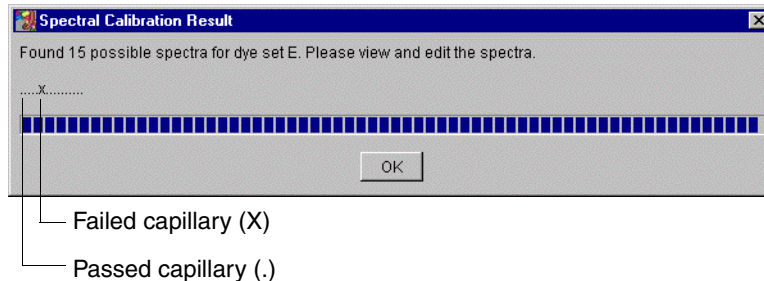 Spectral Calibration Result
Found 15 possible spectra for dye set E. Please view and edit the spectra.
.....x..........
OK
Failed capillary (X)
Passed capillary (.)